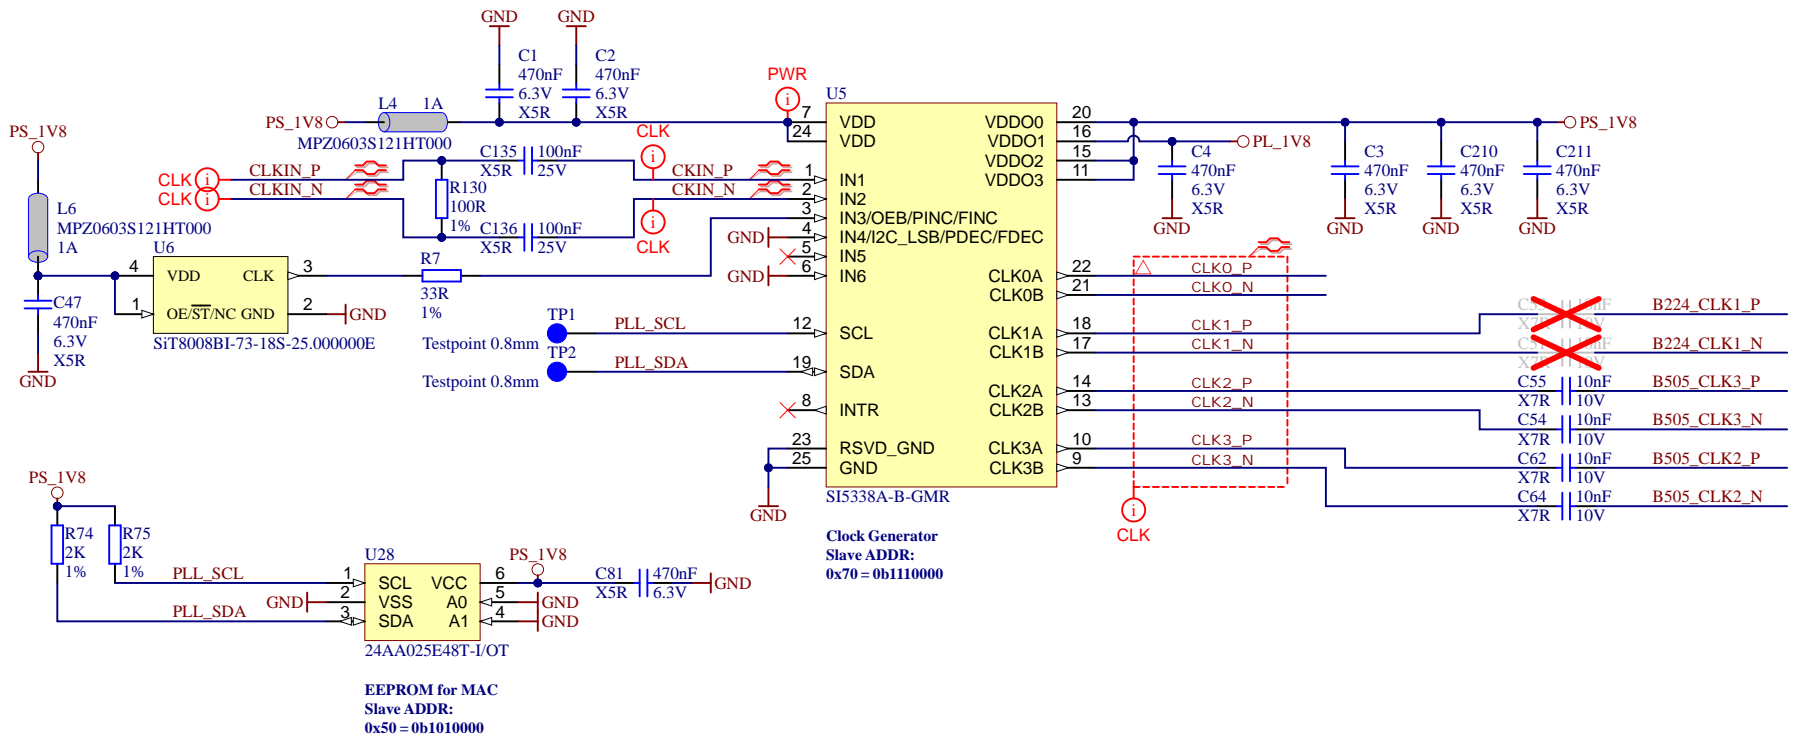 GND
GND
C1
470nF
6.3V
X5R
C2
470nF
6.3V
X5R
PWR
i
L4 1A
PS_1V8
MPZ0603S121HT000
PS_1V8
CLK i CLKIN_P
CLK i CLKIN_N
C135 100nF
X5R 25V
R130
100R
1%
C136 100nF
X5R 25V
CLK
i
CKIN_P
CKIN_N
i
CLK
L6
MPZ0603S121HT000
1A
U6
4 VDD CLK 3
1 OE/ST/NC GND 2 GND
SiT8008BI-73-18S-25.000000E
C47
470nF
6.3V
X5R
GND
R7
33R
1%
TP1
PLL_SCL
Testpoint 0.8mm
TP2
PLL_SDA
Testpoint 0.8mm
U5
7 VDD
24 VDD
1 IN1
2 IN2
3 IN3/OEB/PINC/FINC
GND 4 IN4/I2C_LSB/PDEC/FDEC
5 IN5
GND 6 IN6
12 SCL
19 SDA
8 INTR
23 RSVD_GND
25 GND
GND
VDDO0 20
VDDO1 16
VDDO2 15
VDDO3 11
CLK0A 22
CLK0B 21
CLK1A 18
CLK1B 17
CLK2A 14
CLK2B 13
CLK3A 10
CLK3B 9
SI5338A-B-GMR
Clock Generator
Slave ADDR:
0x70 = 0b1110000
PS_1V8
PL_1V8
C4
470nF
6.3V
X5R
GND
C3
470nF
6.3V
X5R
GND
C210
470nF
6.3V
X5R
GND
C211
470nF
6.3V
X5R
GND
CLK0_P
CLK0_N
CLK1_P
CLK1_N
CLK2_P
CLK2_N
CLK3_P
CLK3_N
i
CLK
B224_CLK1_P
B224_CLK1_N
C55 10nF B505_CLK3_P
X7R 10V
C54 10nF B505_CLK3_N
X7R 10V
C62 10nF B505_CLK2_P
X7R 10V
C64 10nF B505_CLK2_N
X7R 10V
PS_1V8
R74
2K
1%
R75
2K
1%
PLL_SCL
GND
PLL_SDA
U28
1 SCL VCC 6
2 VSS A0 5 GND
3 SDA A1 4 GND
24AA025E48T-I/OT
PS_1V8
C81 470nF GND
X5R 6.3V
EEPROM for MAC
Slave ADDR:
0x50 = 0b1010000